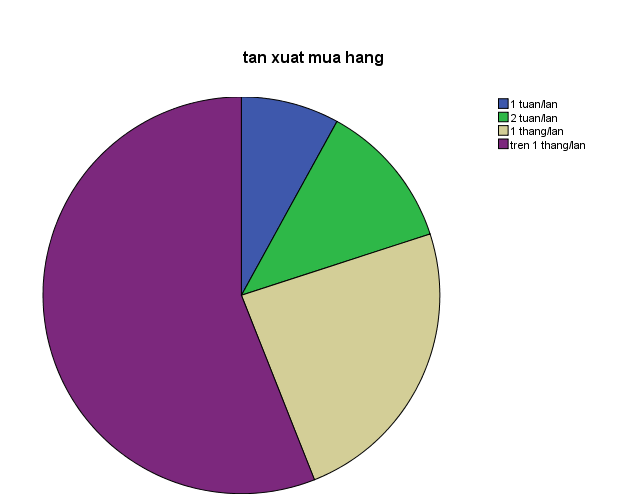 tan xuat mua hang
1 tuan/lan
2 tuan/lan
1 thang/lan
tren 1 thang/lan